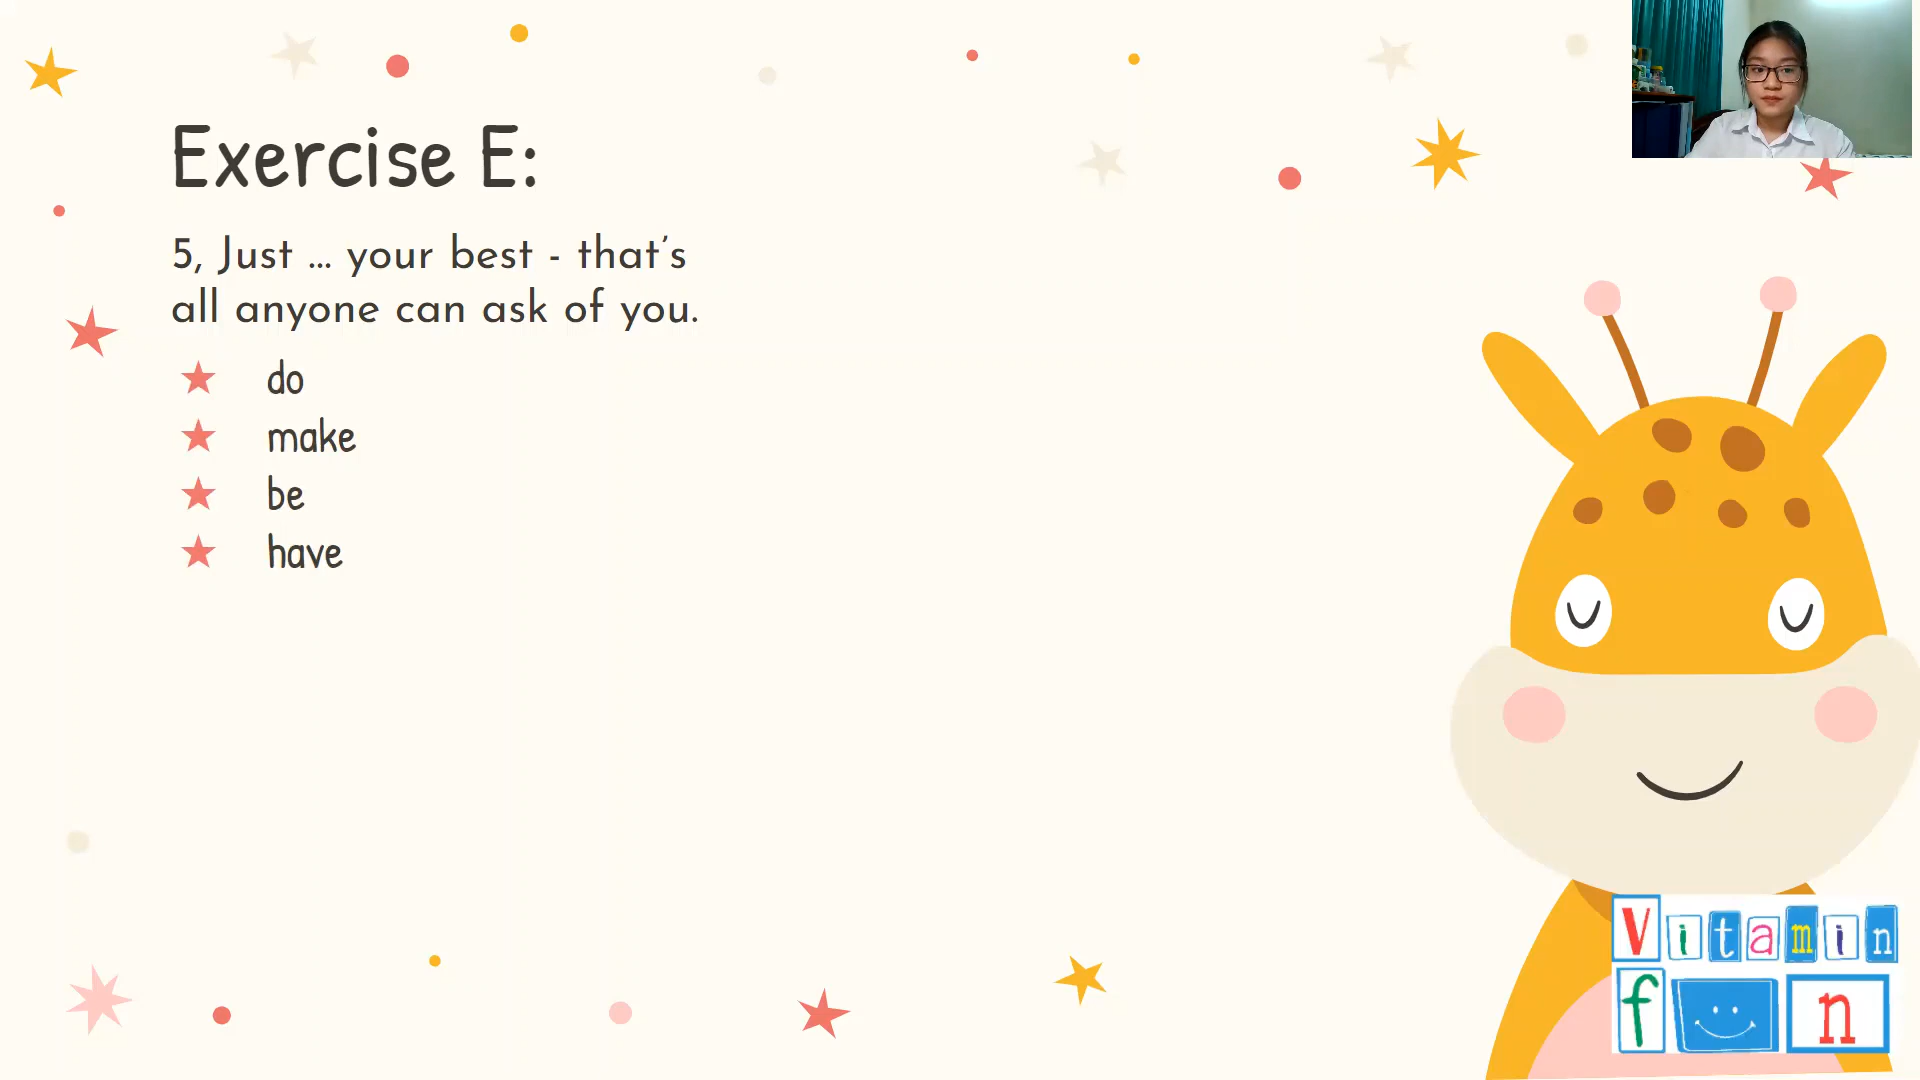 Exercise E:
5, Just ... your best - that's
all anyone can ask of you.
do
make
be
have
Vitamin
f n